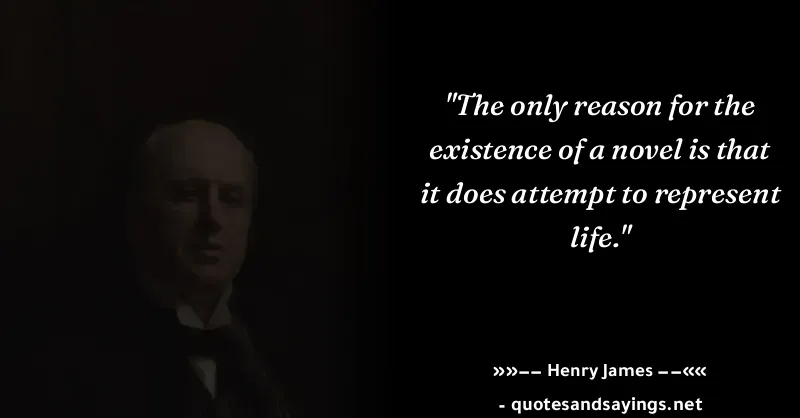 "The only reason for the
existence of a novel is that
it does attempt to represent
life."
»»−− Henry James −−««
- quotesandsayings.net